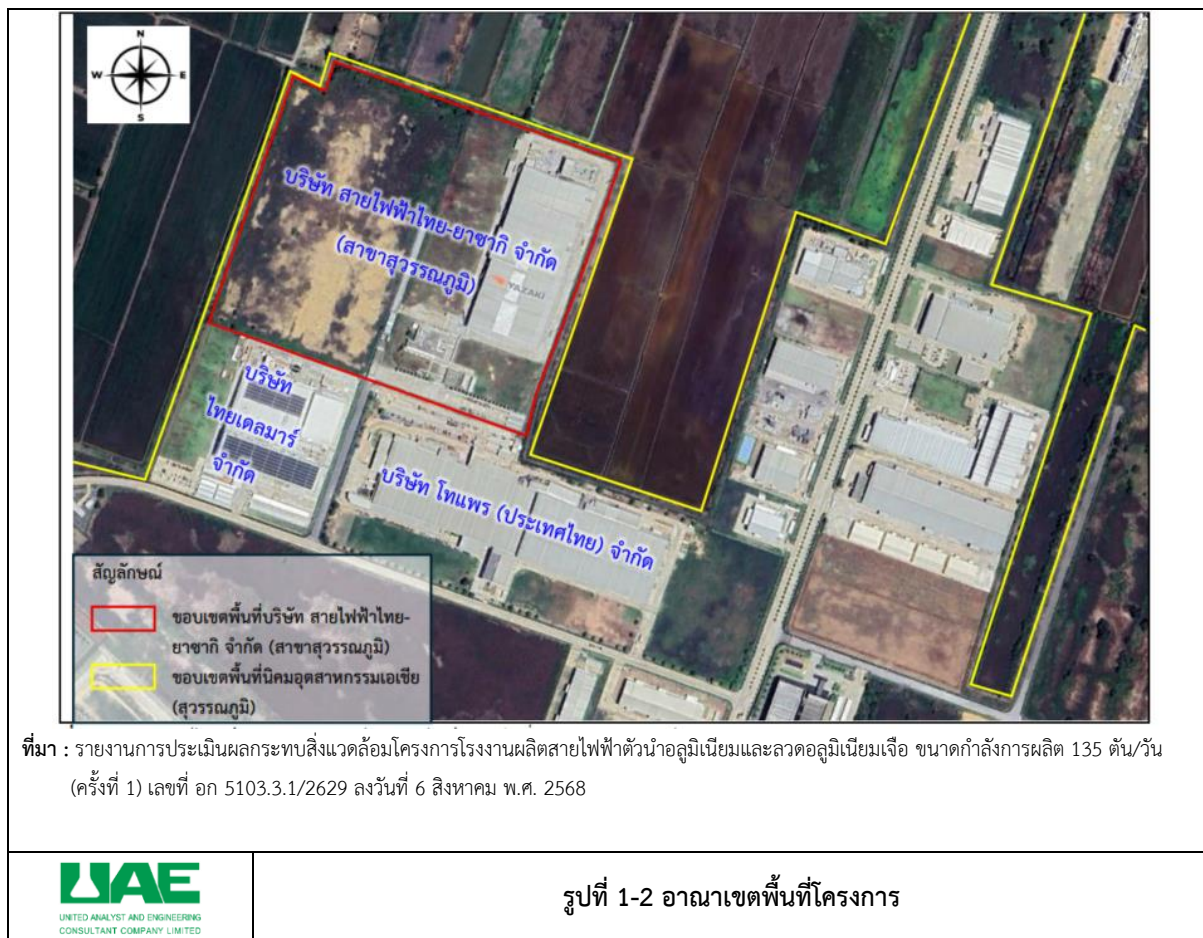 N
W E
S
บริษัท สายไฟฟ้าไทย-ยาซากิ จำกัด
(สาขาสุวรรณภูมิ)
YAZAKI
บริษัท
ไทยเดลมาร์
จำกัด
บริษัท โทแพร (ประเทศไทย) จำกัด
สัญลักษณ์
ขอบเขตพื้นที่บริษัท สายไฟฟ้าไทย-
ยาซากิ จำกัด (สาขาสุวรรณภูมิ)
ขอบเขตพื้นที่นิคมอุตสาหกรรมเอเชีย
(สุวรรณภูมิ)
ที่มา : รายงานการประเมินผลกระทบสิ่งแวดล้อมโครงการโรงงานผลิตสายไฟฟ้าตัวนำอลูมิเนียมและลวดอลูมิเนียมเจือ ขนาดกำลังการผลิต 135 ตัน/วัน
(ครั้งที่ 1) เลขที่ อก 5103.3.1/2629 ลงวันที่ 6 สิงหาคม พ.ศ. 2568
UAE
UNITED ANALYST AND ENGINEERING
CONSULTANT COMPANY LIMITED
รูปที่ 1-2 อาณาเขตพื้นที่โครงการ